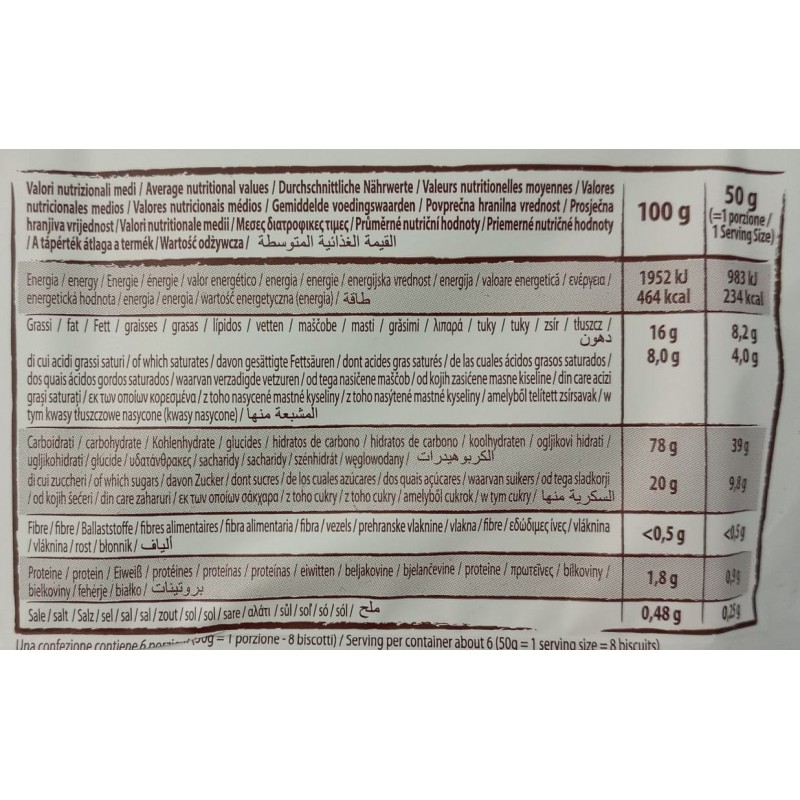 Valori nutrizionali medi / Average nutritional values / Durchschnittliche Nährwerte / Valeurs nutritionelles moyennes / Valores
nutricionales medios / Valores nutricionais médios / Gemiddelde voedingswaarden / Povprečna hranilna vrednost / Prosječna
hranjiva vrijednost / Valori nutritionale medii / Μεσες διατροφικες τιμες / Průměrné nutriční hodnoty / Priemerné nutričné hodnoty
/ A tápérték átlaga a termék / Wartość odżywcza / القيمة الغذائية المتوسطة
100 g
50 g
(=1 porzione /
1 Serving Size)
Energia / energy / Energie / énergie / valor energético / energia / energie / energijska vrednost / energija / valoare energetică / ενέργεια /
energetická hodnota / energia / energia / wartość energetyczna (energia) / طاقة
1952 kJ
464 kcal
983 kJ
234 kcal
Grassi / fat / Fett / graisses / grasas / lípidos / vetten / maščobe / masti / grăsimi / λιπαρά / tuky / tuky / zsír / tłuszcz /
دهون
16 g
8,2 g
di cui acidi grassi saturi / of which saturates / davon gesättigte Fettsäuren / dont acides gras saturés / de las cuales ácidos grasos saturados /
dos quais ácidos gordos saturados / waarvan verzadigde vetzuren / od tega nasičene maščob / od kojih zasićene masne kiseline / din care acizi
grași saturați / εκ των οποίων κορεσμένα / z toho nasycené mastné kyseliny / z toho nasýtené mastné kyseliny / amelyből telített zsírsavak / w
tym kwasy tłuszczowe nasycone (kwasy nasycone) / المشبعة منها
8,0 g
4,0 g
Carboidrati / carbohydrate / Kohlenhydrate / glucides / hidratos de carbono / hidratos de carbono / koolhydraten / ogljikovi hidrati /
ugljikohidrati / glúcide / υδατάνθρακες / sacharidy / sacharidy / szénhidrát / węglowodany / الكربوهيدرات
78 g
39 g
di cui zuccheri / of which sugars / davon Zucker / dont sucres / de los cuales azúcares / dos quais açúcares / waarvan suikers / od tega sladkorji
/ od kojih šećeri / din care zaharuri / εκ των οποίων σάκχαρα / z toho cukry / z toho cukry / amelyből cukrok / w tym cukry / السكرية منها
20 g
9,8 g
Fibre / fibre / Ballaststoffe / fibres alimentaires / fibra alimentaria / fibra / vezels / prehranske vlaknine / vlakna / fibre / εδώδιμες ίνες / vláknina
/ vláknina / rost / błonnik / ألياف
<0,5 g
<0,5 g
Proteine / protein / Eiweiß / protéines / proteínas / proteínas / eiwitten / beljakovine / bjelančevine / proteine / πρωτεΐνες / bílkoviny /
bielkoviny / fehérje / białko / بروتينات
1,8 g
0,9 g
Sale / salt / Salz / sel / sal / sal / zout / sol / sol / sare / αλάτι / sůl / soľ / só / sól / ملح
0,48 g
0,25 g
Una confezione contiene 6 = 1 porzione - 8 biscotti) / Serving per container about 6 (50g = 1 serving size = 8 biscuits)